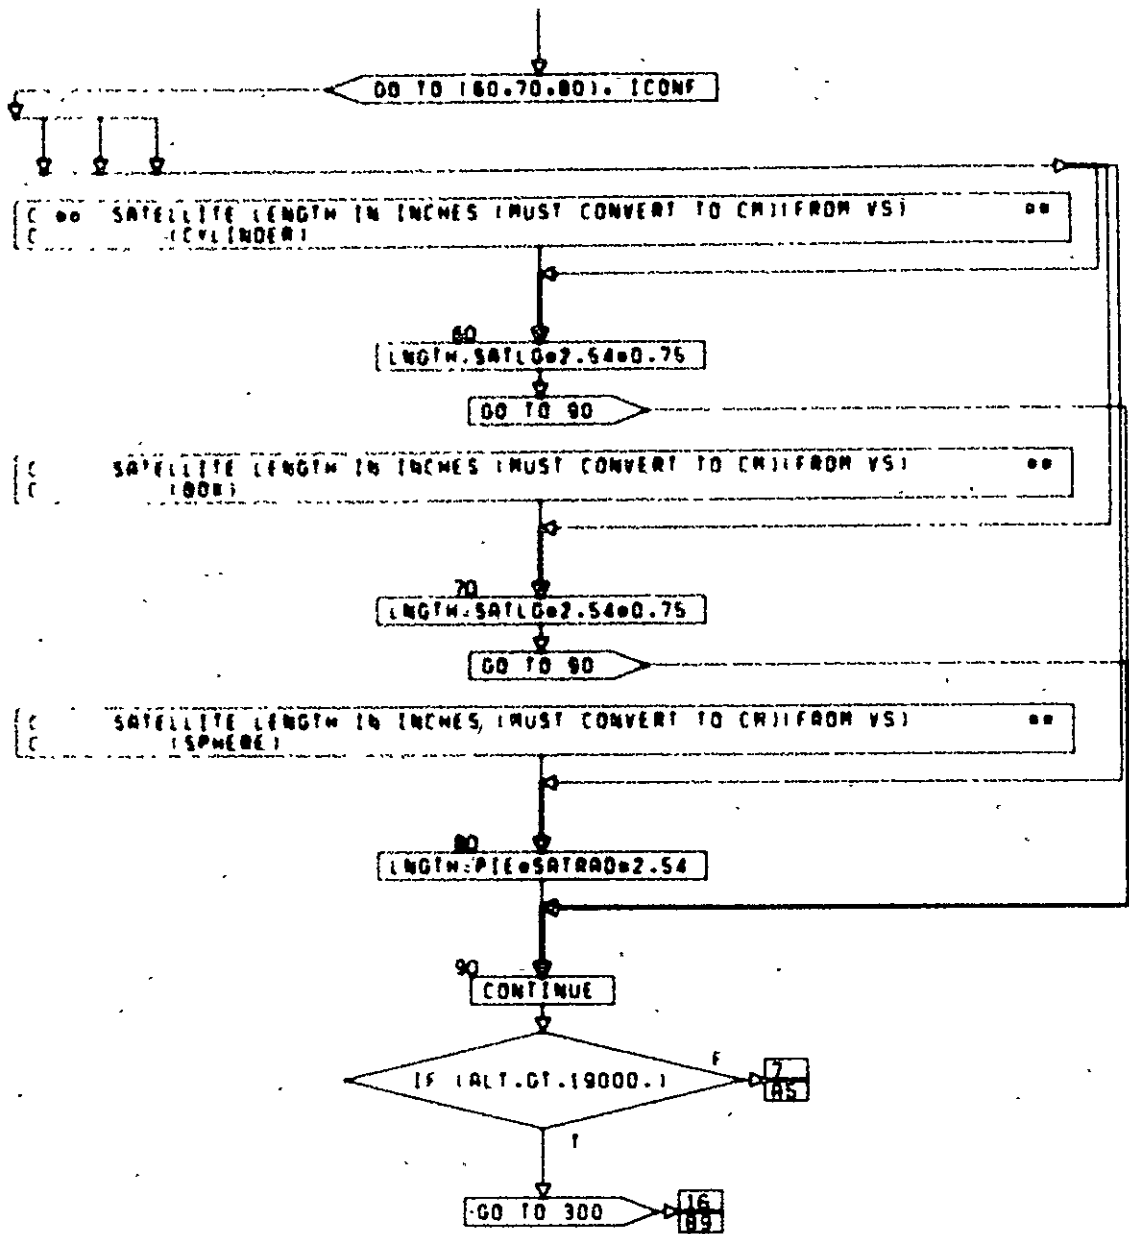 GO TO (60,70,80), ICONF
C ** SATELLITE LENGTH IN INCHES (MUST CONVERT TO CM)(FROM VS) **
C (CYLINDER)
60
LNGTH=SATLG*2.54*0.75
GO TO 90
C SATELLITE LENGTH IN INCHES (MUST CONVERT TO CM)(FROM VS) **
C (BOX)
70
LNGTH=SATLG*2.54*0.75
GO TO 90
C SATELLITE LENGTH IN INCHES (MUST CONVERT TO CM)(FROM VS) **
C (SPHERE)
80
LNGTH=PIE*SATRAD*2.54
90
CONTINUE
IF (ALT.GT.19000.)
F
7
A5
T
GO TO 300
16
B9